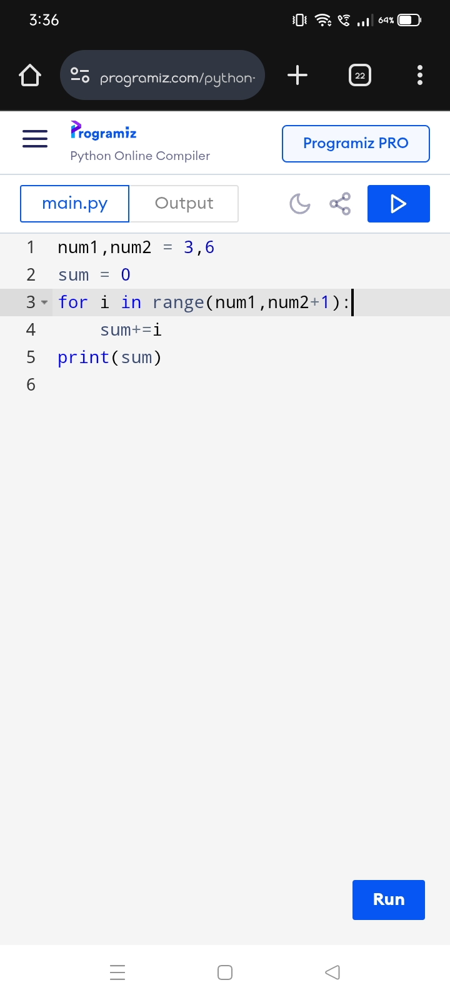 3:36 64%
programiz.com/python- 22
Programiz
Python Online Compiler
Programiz PRO
main.py Output
1 num1,num2 = 3,6
2 sum = 0
3 for i in range(num1,num2+1):
4     sum+=i
5 print(sum)
6
Run